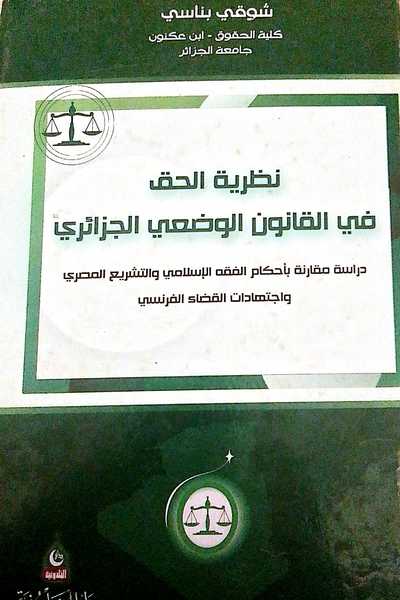 شوقي بناسي
كلية الحقوق - ابن عكنون
جامعة الجزائر
نظرية الحق
في القانون الوضعي الجزائري
دراسة مقارنة بأحكام الفقه الإسلامي والتشريع المصري
واجتهادات القضاء الفرنسي
الخلدونية